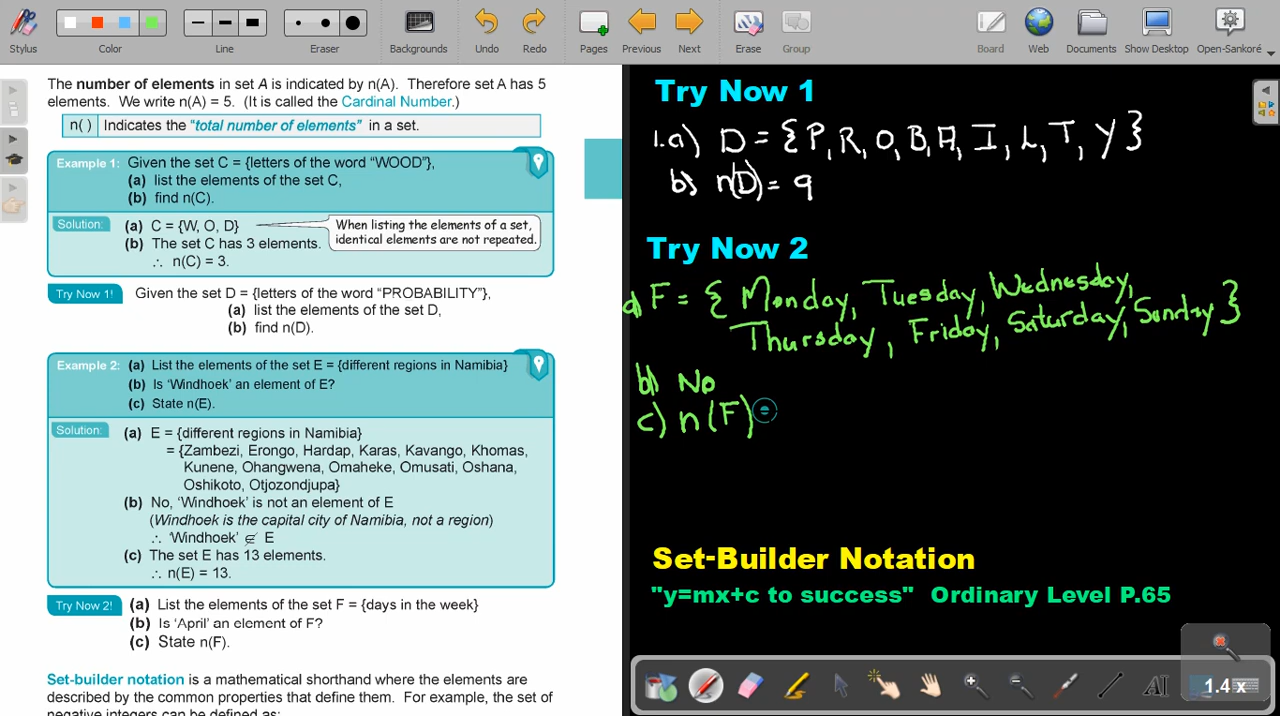 Stylus
Color
Line
Eraser
Backgrounds
Undo
Redo
Pages
Previous
Next
Erase
Group
Board
Web
Documents
Show Desktop
Open-Sankoré
The number of elements in set A is indicated by n(A). Therefore set A has 5
elements. We write n(A) = 5. (It is called the Cardinal Number.)
n( ) Indicates the "total number of elements" in a set.
Example 1: Given the set C = {letters of the word "WOOD"},
(a) list the elements of the set C,
(b) find n(C).
Solution: (a) C = {W, O, D}
When listing the elements of a set,
identical elements are not repeated.
(b) The set C has 3 elements.
∴ n(C) = 3.
Try Now 1! Given the set D = {letters of the word "PROBABILITY"},
(a) list the elements of the set D,
(b) find n(D).
Example 2: (a) List the elements of the set E = {different regions in Namibia}
(b) Is 'Windhoek' an element of E?
(c) State n(E).
Solution: (a) E = {different regions in Namibia}
= {Zambezi, Erongo, Hardap, Karas, Kavango, Khomas,
Kunene, Ohangwena, Omaheke, Omusati, Oshana,
Oshikoto, Otjozondjupa}
(b) No, 'Windhoek' is not an element of E
(Windhoek is the capital city of Namibia, not a region)
∴ 'Windhoek' ∉ E
(c) The set E has 13 elements.
∴ n(E) = 13.
Try Now 2! (a) List the elements of the set F = {days in the week}
(b) Is 'April' an element of F?
(c) State n(F).
Set-builder notation is a mathematical shorthand where the elements are
described by the common properties that define them. For example, the set of
negative integers can be defined as:
Try Now 1
1.a) D = {P, R, O, B, A, I, L, T, Y}
b) n(D) = 9
Try Now 2
a) F = {Monday, Tuesday, Wednesday,
Thursday, Friday, Saturday, Sunday}
b) No
c) n(F) =
Set-Builder Notation
"y=mx+c to success" Ordinary Level P.65
1.4 x